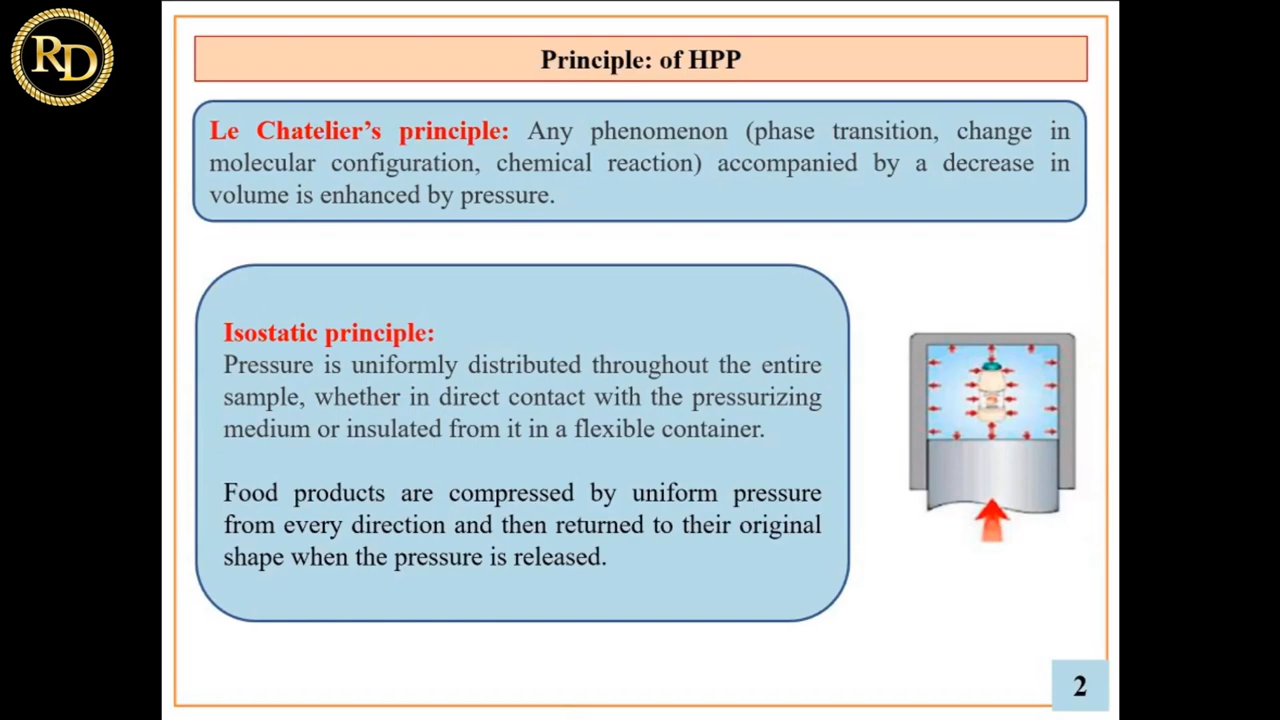 RD
Principle: of HPP
Le Chatelier’s principle: Any phenomenon (phase transition, change in
molecular configuration, chemical reaction) accompanied by a decrease in
volume is enhanced by pressure.
Isostatic principle:
Pressure is uniformly distributed throughout the entire
sample, whether in direct contact with the pressurizing
medium or insulated from it in a flexible container.
Food products are compressed by uniform pressure
from every direction and then returned to their original
shape when the pressure is released.
2